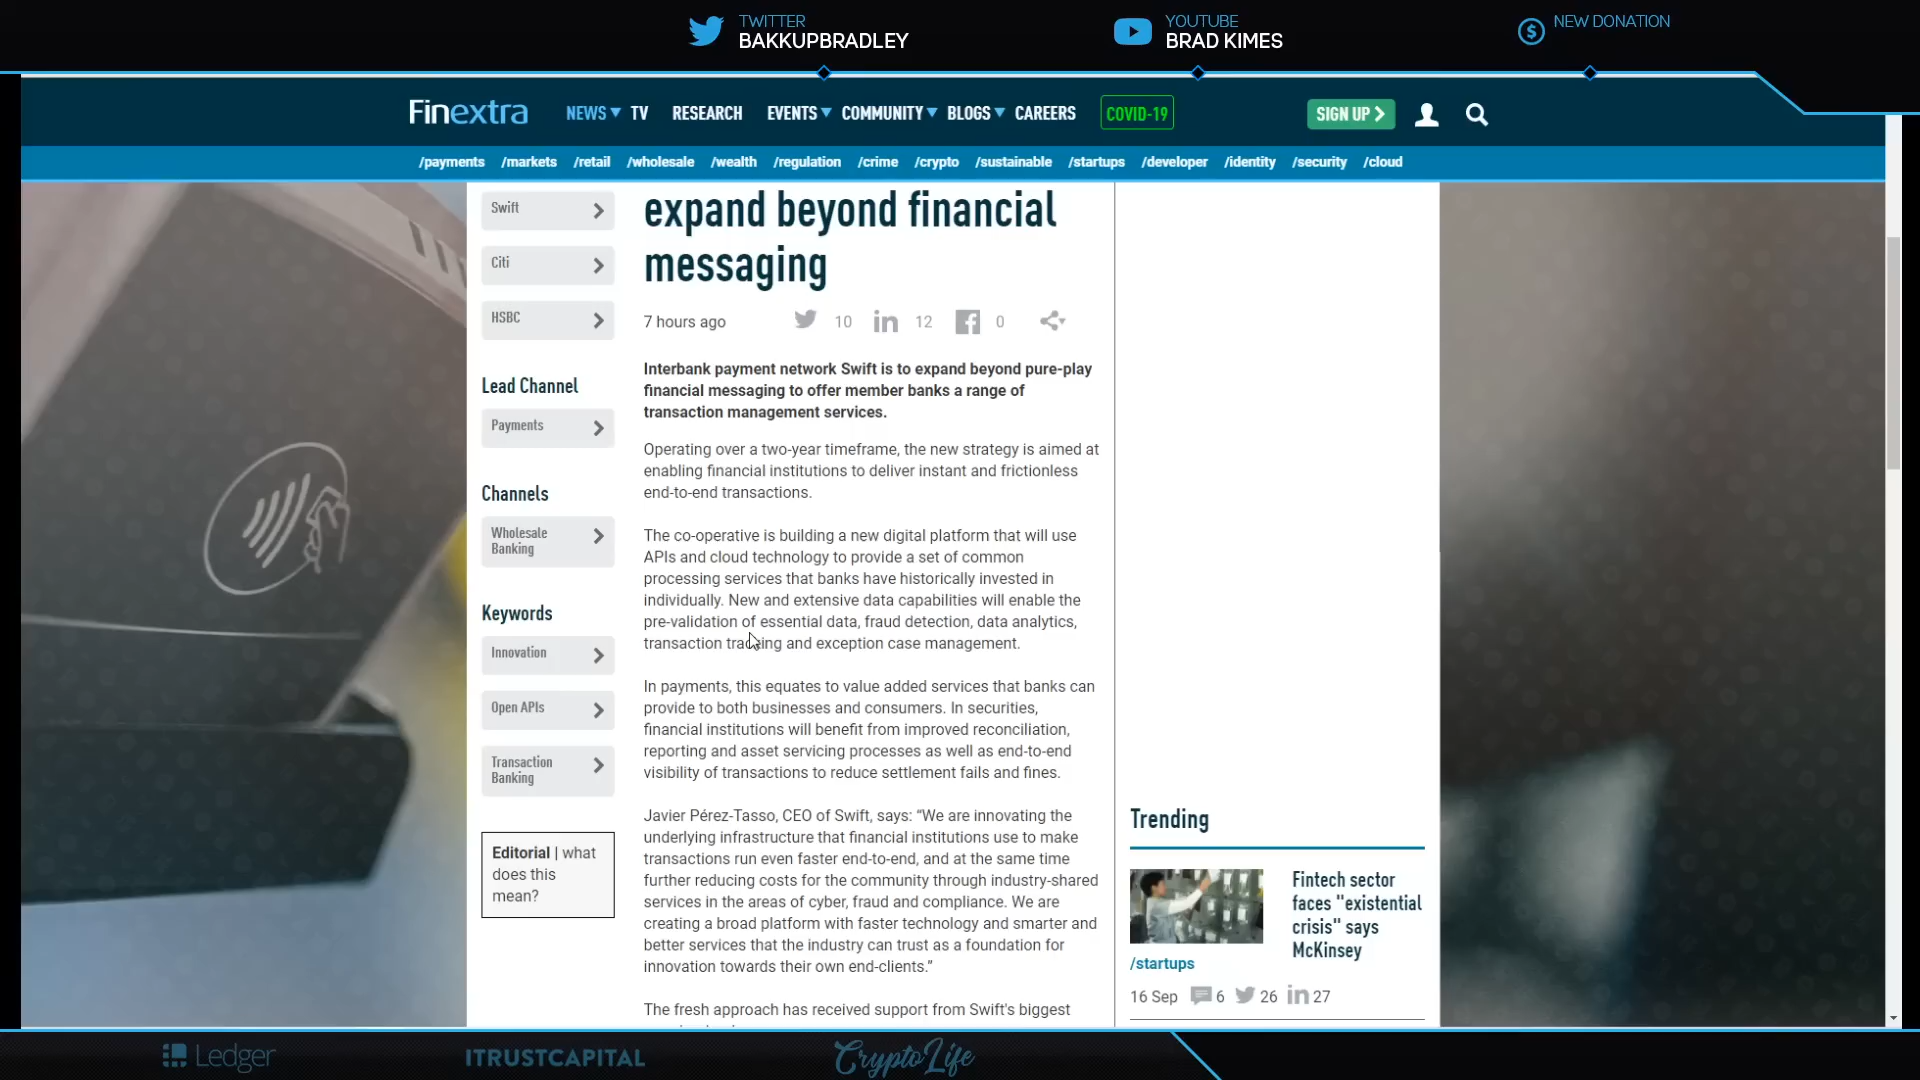 TWITTER
BAKKUPBRADLEY
YOUTUBE
BRAD KIMES
NEW DONATION
Finextra
NEWS TV RESEARCH EVENTS COMMUNITY BLOGS CAREERS COVID-19 SIGN UP
/payments /markets /retail /wholesale /wealth /regulation /crime /crypto /sustainable /startups /developer /identity /security /cloud
Swift
Citi
HSBC
Lead Channel
Payments
Channels
Wholesale
Banking
Keywords
Innovation
Open APIs
Transaction
Banking
Editorial | what
does this
mean?
expand beyond financial
messaging
7 hours ago 10 12 0
Interbank payment network Swift is to expand beyond pure-play
financial messaging to offer member banks a range of
transaction management services.
Operating over a two-year timeframe, the new strategy is aimed at
enabling financial institutions to deliver instant and frictionless
end-to-end transactions.
The co-operative is building a new digital platform that will use
APIs and cloud technology to provide a set of common
processing services that banks have historically invested in
individually. New and extensive data capabilities will enable the
pre-validation of essential data, fraud detection, data analytics,
transaction tracking and exception case management.
In payments, this equates to value added services that banks can
provide to both businesses and consumers. In securities,
financial institutions will benefit from improved reconciliation,
reporting and asset servicing processes as well as end-to-end
visibility of transactions to reduce settlement fails and fines.
Javier Pérez-Tasso, CEO of Swift, says: “We are innovating the
underlying infrastructure that financial institutions use to make
transactions run even faster end-to-end, and at the same time
further reducing costs for the community through industry-shared
services in the areas of cyber, fraud and compliance. We are
creating a broad platform with faster technology and smarter and
better services that the industry can trust as a foundation for
innovation towards their own end-clients.”
The fresh approach has received support from Swift's biggest
Trending
Fintech sector
faces "existential
crisis" says
McKinsey
/startups
16 Sep 6 26 27
Ledger
ITRUSTCAPITAL
CryptoLife